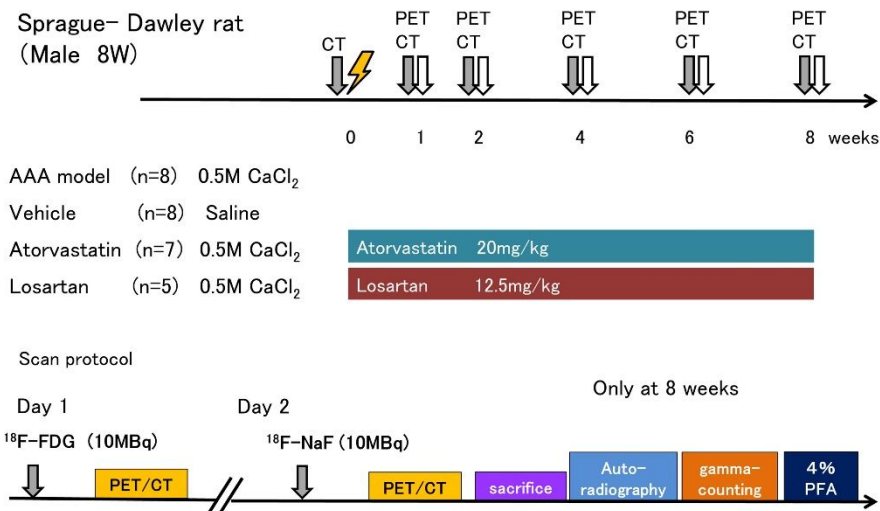 Sprague- Dawley rat
(Male 8W)
CT
PET
CT
PET
CT
PET
CT
PET
CT
PET
CT
0 1 2 4 6 8 weeks
AAA model (n=8) 0.5M CaCl₂
Vehicle (n=8) Saline
Atorvastatin (n=7) 0.5M CaCl₂
Atorvastatin 20mg/kg
Losartan (n=5) 0.5M CaCl₂
Losartan 12.5mg/kg
Scan protocol
Only at 8 weeks
Day 1
Day 2
¹⁸F-FDG (10MBq)
¹⁸F-NaF (10MBq)
PET/CT
PET/CT
sacrifice
Auto-
radiography
gamma-
counting
4%
PFA